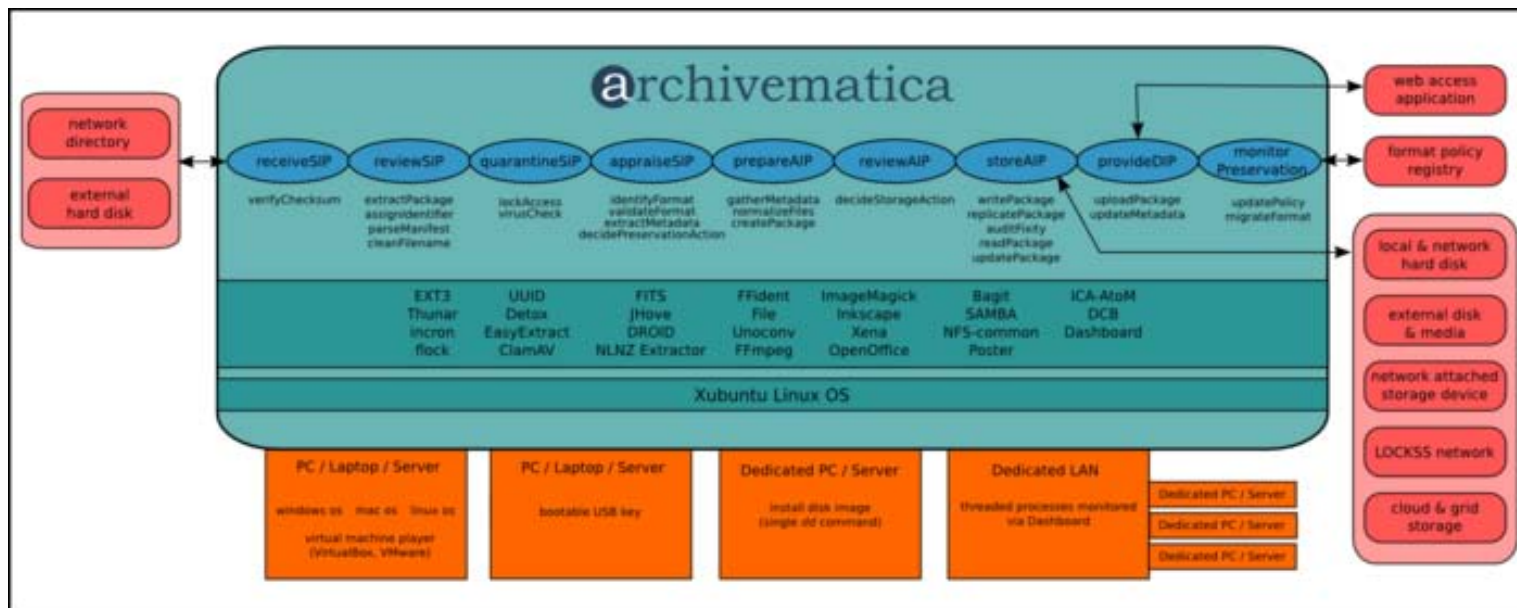 archivematica
network
directory
external
hard disk
receiveSIP
reviewSIP
quarantineSIP
appraiseSIP
prepareAIP
reviewAIP
storeAIP
provideDIP
monitor
Preservation
verifyChecksum
extractPackage
assignIdentifier
parseManifest
cleanFilename
lockAccess
virusCheck
identifyFormat
validateFormat
extractMetadata
decidePreservationAction
gatherMetadata
normalizeFiles
createPackage
decideStorageAction
writePackage
replicatePackage
auditFixity
readPackage
updatePackage
uploadPackage
updateMetadata
updatePolicy
migrateFormat
web access
application
format policy
registry
local & network
hard disk
external disk
& media
network attached
storage device
LOCKSS network
cloud & grid
storage
EXT3
Thunar
incron
flock
UUID
Detox
EasyExtract
ClamAV
FITS
JHove
DROID
NLNZ Extractor
FFident
File
Unoconv
FFmpeg
ImageMagick
Inkscape
Xena
OpenOffice
Bagit
SAMBA
NFS-common
Poster
ICA-AtoM
DCB
Dashboard
Xubuntu Linux OS
PC / Laptop / Server
windows os mac os linux os
virtual machine player
(VirtualBox, VMware)
PC / Laptop / Server
bootable USB key
Dedicated PC / Server
install disk image
(single dd command)
Dedicated LAN
threaded processes monitored
via Dashboard
Dedicated PC / Server
Dedicated PC / Server
Dedicated PC / Server